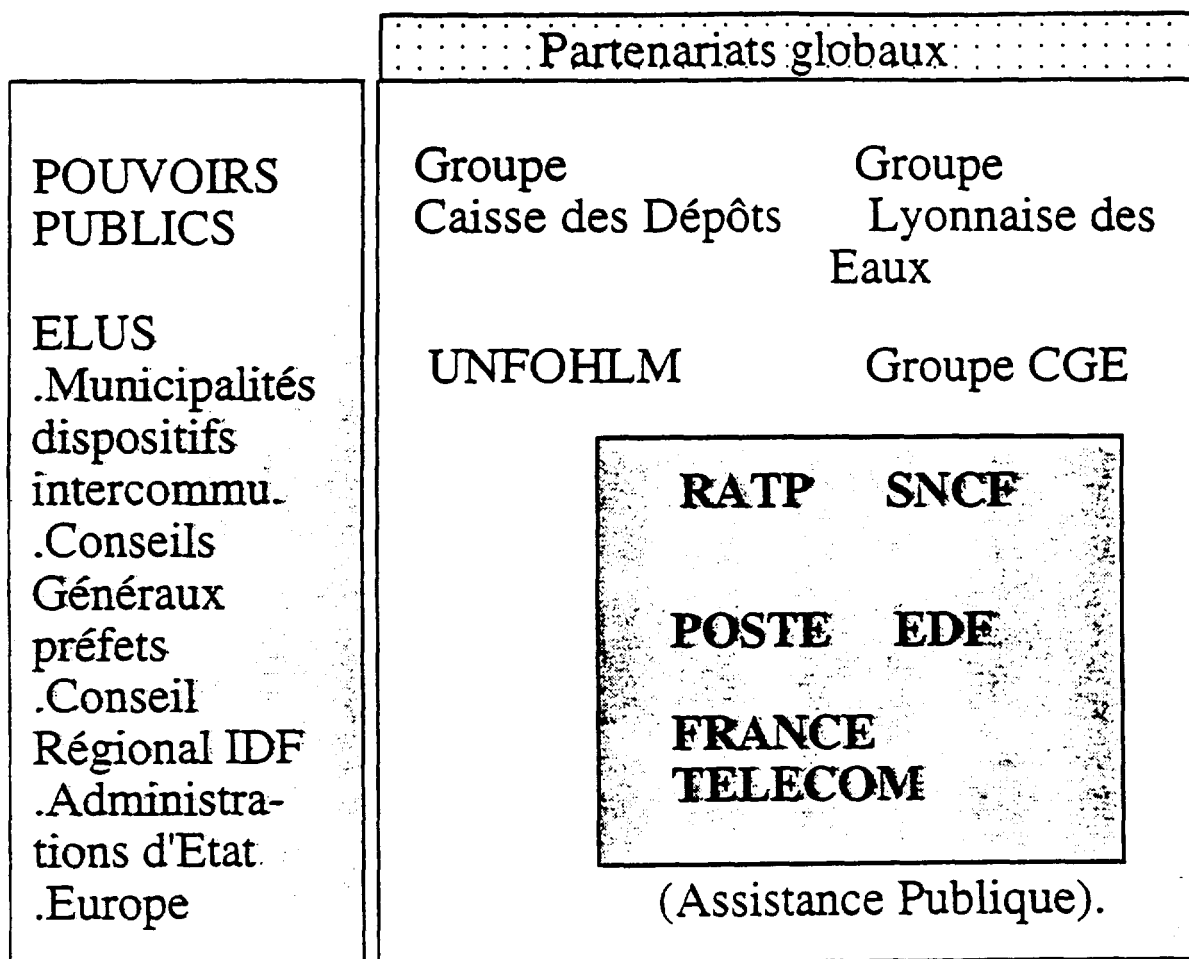 Partenariats globaux
POUVOIRS
PUBLICS
ELUS
.Municipalités
dispositifs
intercommu.
.Conseils
Généraux
préfets
.Conseil
Régional IDF
.Administra-
tions d'Etat
.Europe
Groupe
Caisse des Dépôts
Groupe
Lyonnaise des
Eaux
UNFOHLM
Groupe CGE
RATP SNCF
POSTE EDF
FRANCE
TELECOM
(Assistance Publique).